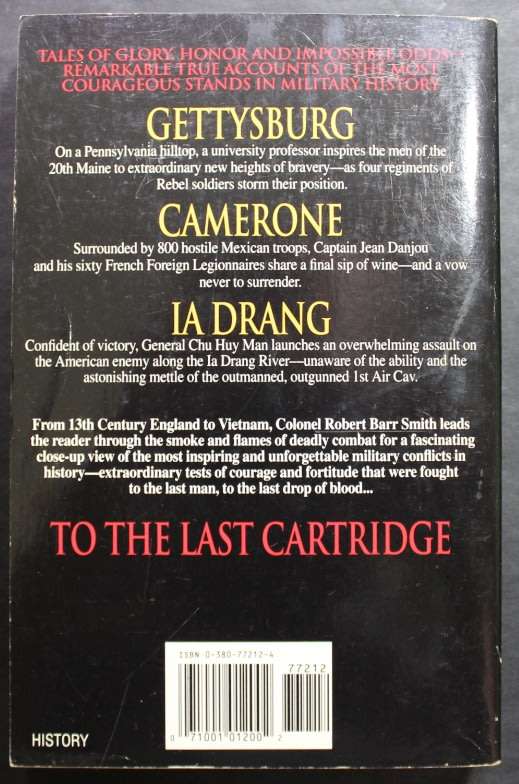 TALES OF GLORY, HONOR AND IMPOSSIBLE ODDS—
REMARKABLE TRUE ACCOUNTS OF THE MOST
COURAGEOUS STANDS IN MILITARY HISTORY
GETTYSBURG
On a Pennsylvania hilltop, a university professor inspires the men of the
20th Maine to extraordinary new heights of bravery—as four regiments of
Rebel soldiers storm their position.
CAMERONE
Surrounded by 800 hostile Mexican troops, Captain Jean Danjou
and his sixty French Foreign Legionnaires share a final sip of wine—and a vow
never to surrender.
IA DRANG
Confident of victory, General Chu Huy Man launches an overwhelming assault on
the American enemy along the Ia Drang River—unaware of the ability and the
astonishing mettle of the outmanned, outgunned 1st Air Cav.
From 13th Century England to Vietnam, Colonel Robert Barr Smith leads
the reader through the smoke and flames of deadly combat for a fascinating
close-up view of the most inspiring and unforgettable military conflicts in
history—extraordinary tests of courage and fortitude that were fought
to the last man, to the last drop of blood...
TO THE LAST CARTRIDGE
ISBN 0-380-77212-4
77212
0 71001 01200 2
HISTORY